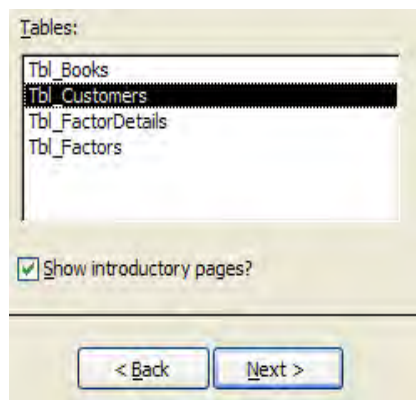 Tables:
Tbl_Books
Tbl_Customers
Tbl_FactorDetails
Tbl_Factors
Show introductory pages?
< Back Next >